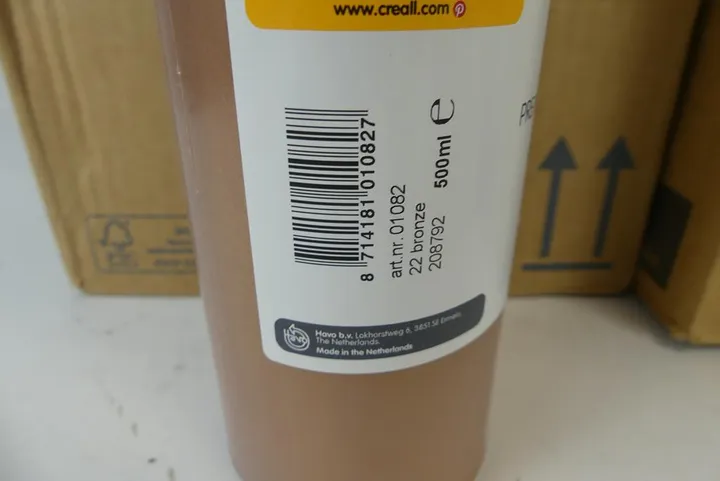 www.creall.com
8 714181 010827
art.nr. 01082
22 bronze
208792
500ml e
Havo b.v. Lokhorstweg 6, 3851 SE Ermelo
The Netherlands.
Made in the Netherlands